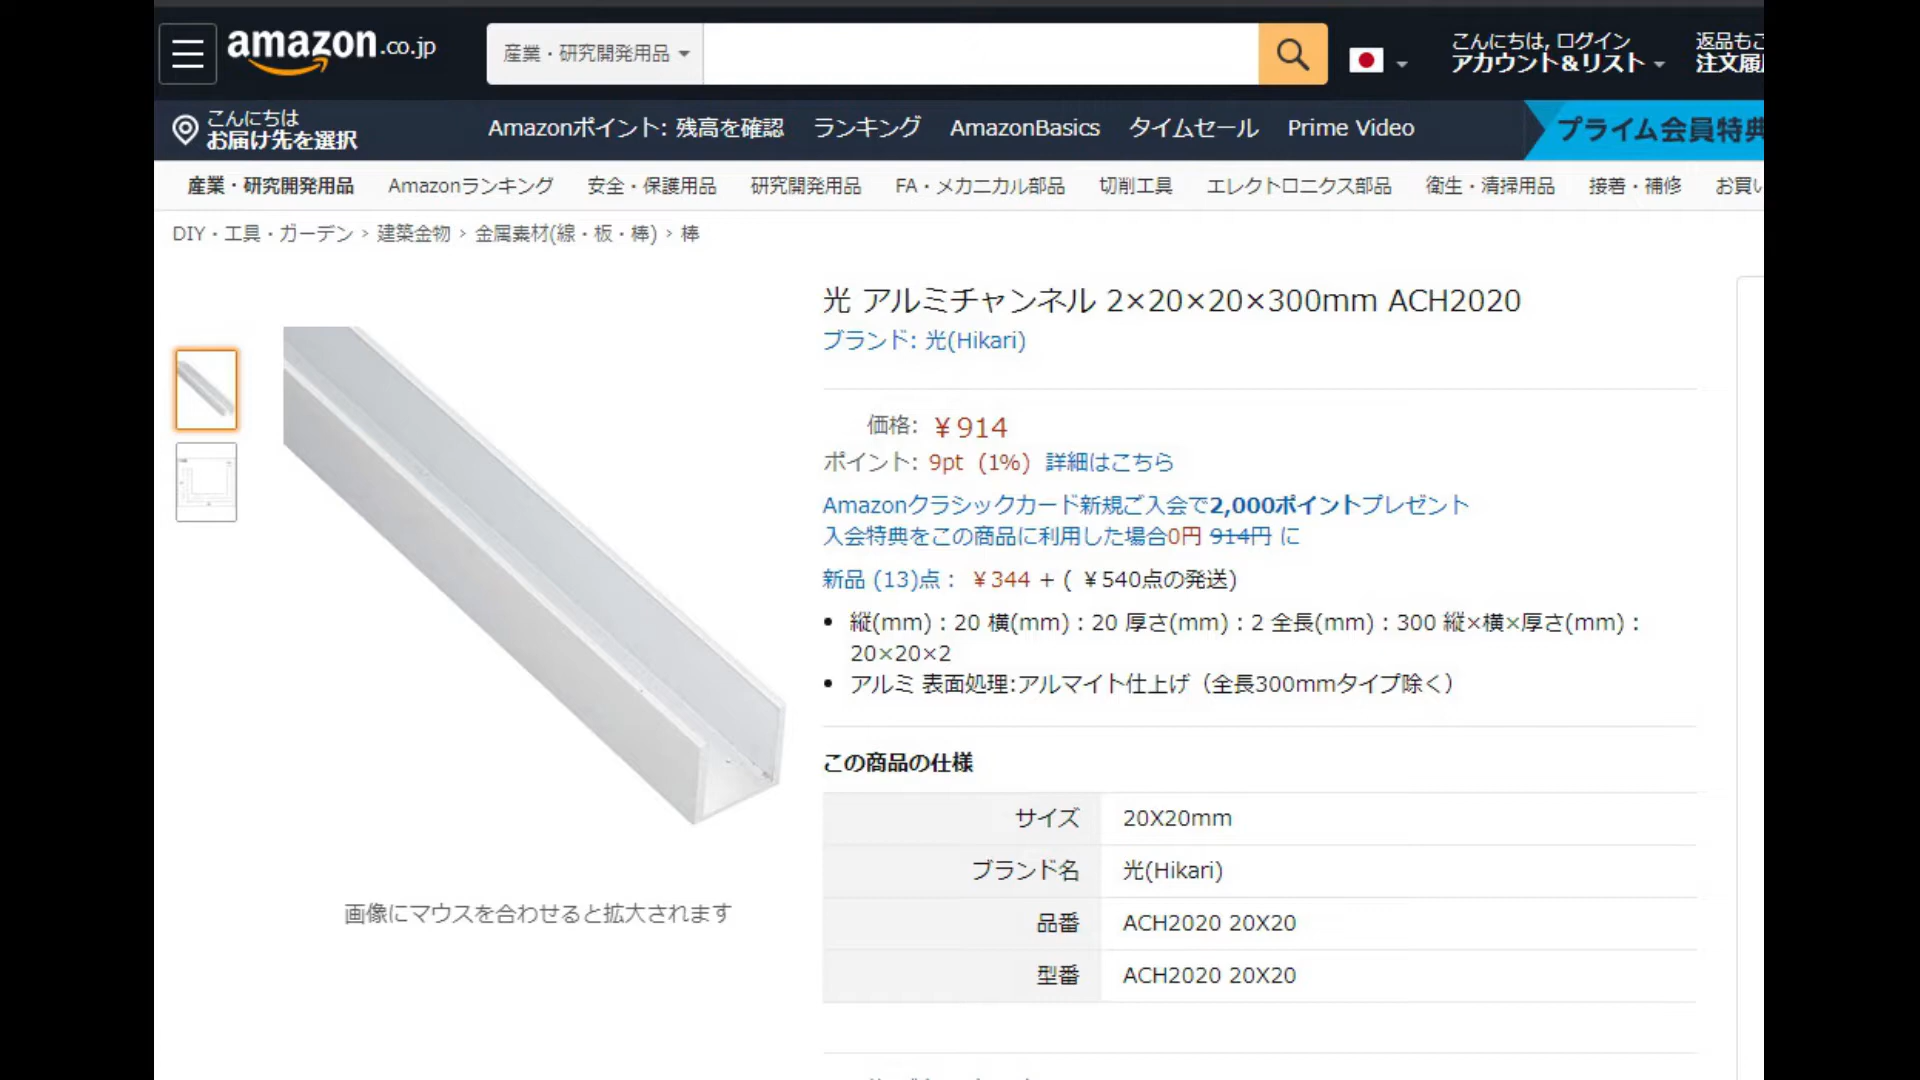 amazon.co.jp
産業・研究開発用品
こんにちは, ログイン
アカウント&リスト
返品もこ
注文履
こんにちは
お届け先を選択
Amazonポイント: 残高を確認 ランキング AmazonBasics タイムセール Prime Video
プライム会員特典
産業・研究開発用品 Amazonランキング 安全・保護用品 研究開発用品 FA・メカニカル部品 切削工具 エレクトロニクス部品 衛生・清掃用品 接着・補修 お買い
DIY・工具・ガーデン › 建築金物 › 金属素材(線・板・棒) › 棒
光 アルミチャンネル 2×20×20×300mm ACH2020
ブランド: 光(Hikari)
価格: ￥914
ポイント: 9pt (1%) 詳細はこちら
Amazonクラシックカード新規ご入会で2,000ポイントプレゼント
入会特典をこの商品に利用した場合0円 914円 に
新品 (13)点： ￥344 + ( ￥540点の発送)
• 縦(mm)：20 横(mm)：20 厚さ(mm)：2 全長(mm)：300 縦×横×厚さ(mm)：
20×20×2
• アルミ 表面処理:アルマイト仕上げ（全長300mmタイプ除く）
この商品の仕様
サイズ 20X20mm
ブランド名 光(Hikari)
品番 ACH2020 20X20
型番 ACH2020 20X20
画像にマウスを合わせると拡大されます